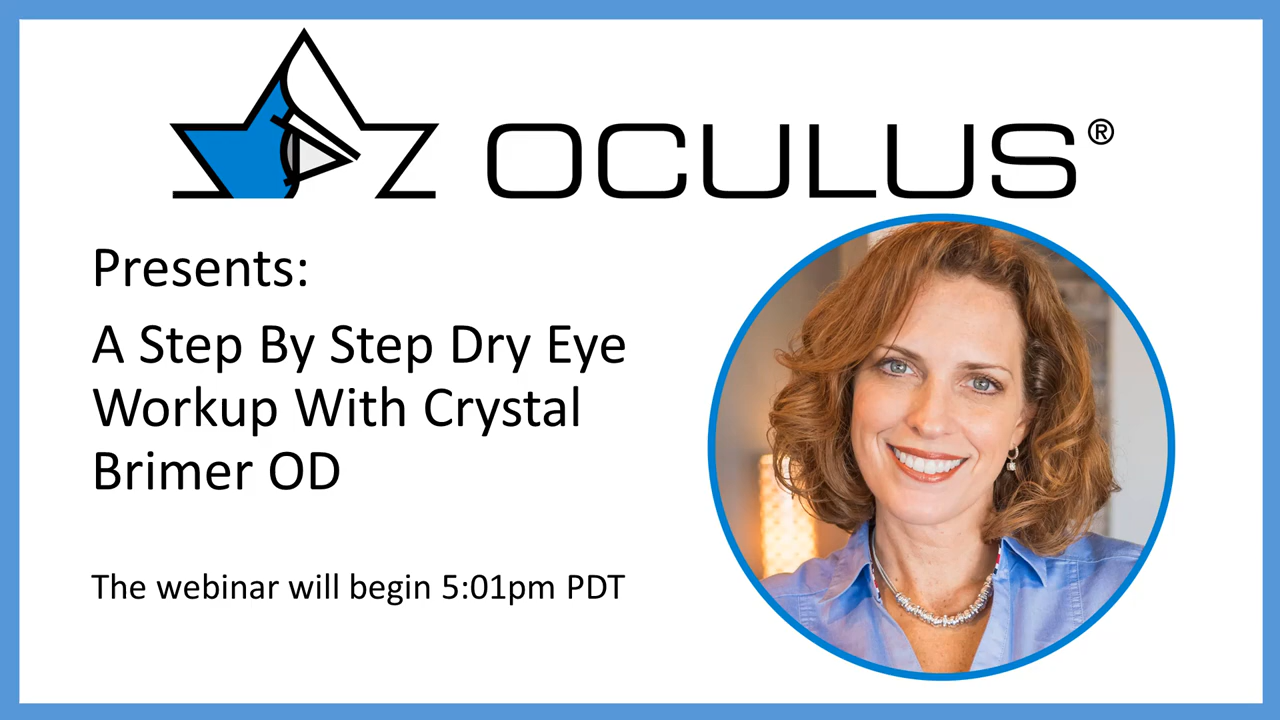 OCULUS®
Presents:
A Step By Step Dry Eye
Workup With Crystal
Brimer OD
The webinar will begin 5:01pm PDT